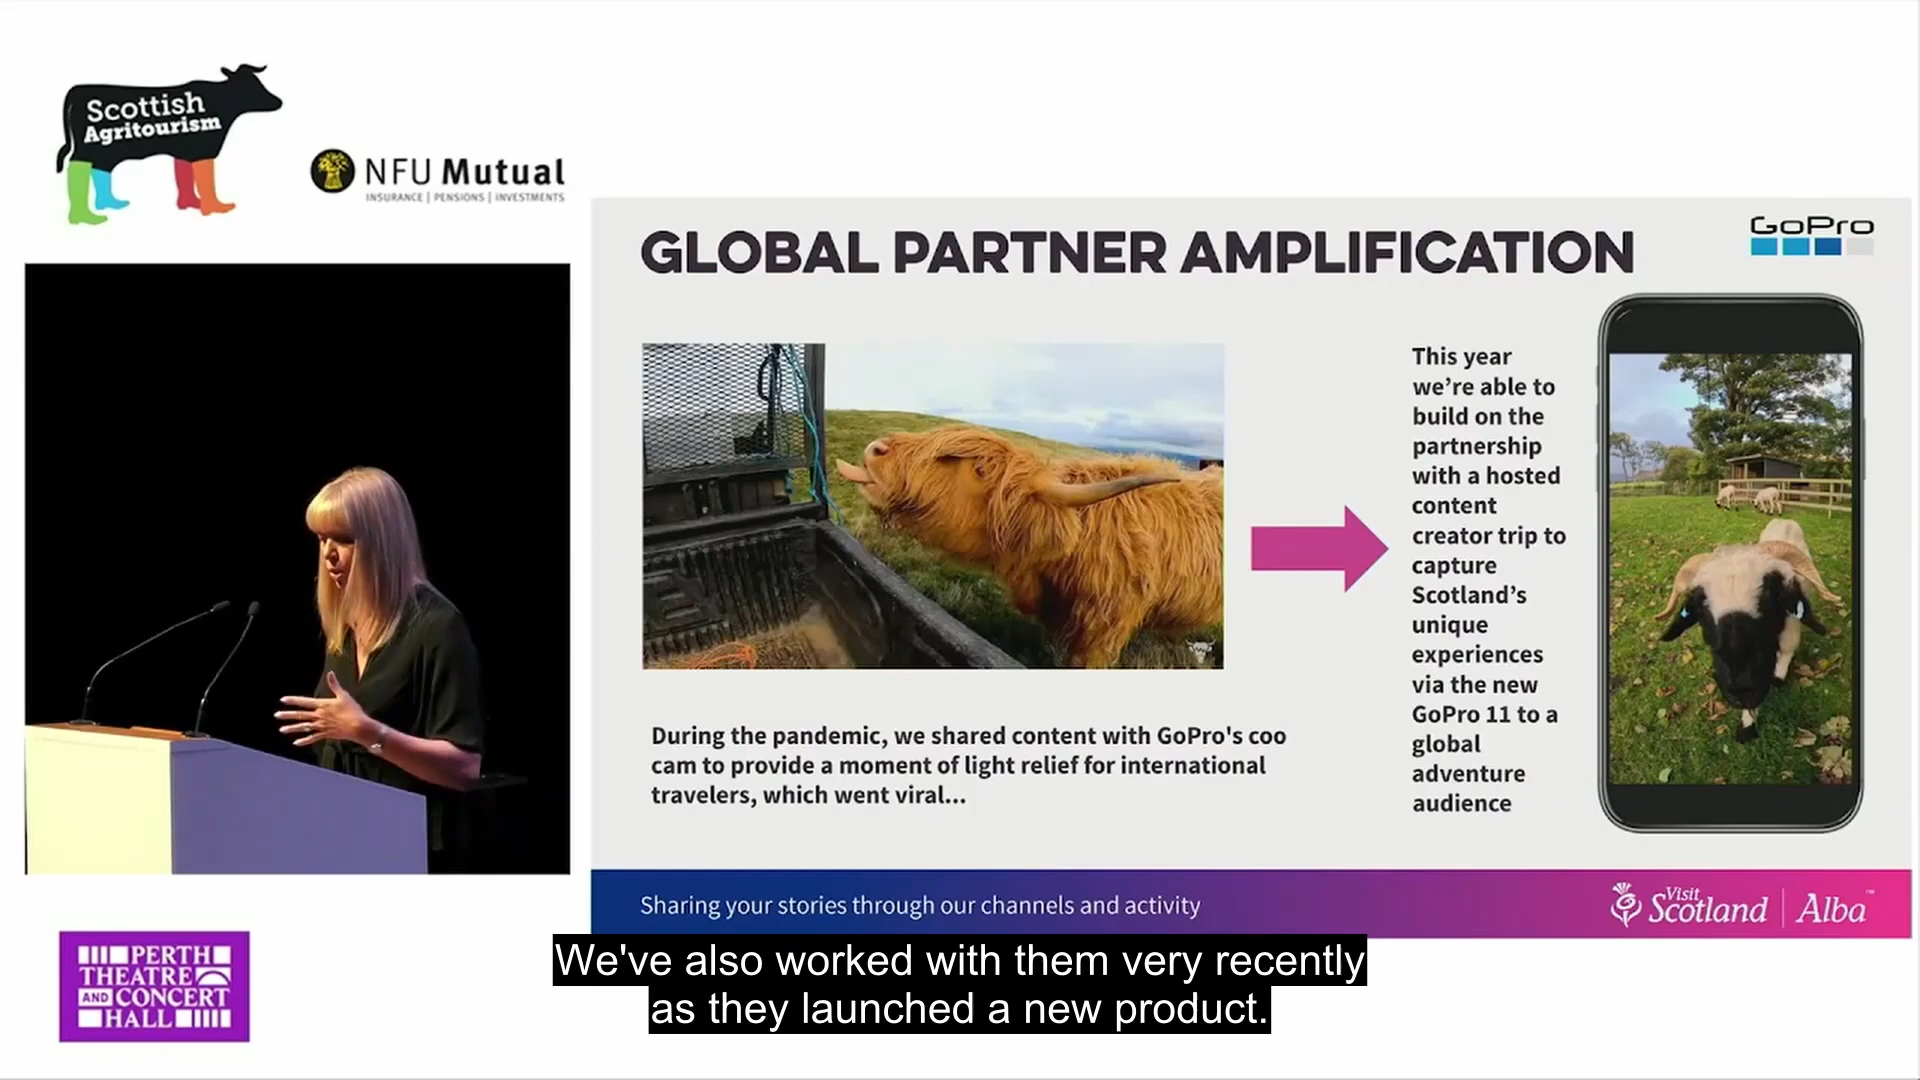 Scottish
Agritourism
NFU Mutual
INSURANCE | PENSIONS | INVESTMENTS
GLOBAL PARTNER AMPLIFICATION
GoPro
This year
we’re able to
build on the
partnership
with a hosted
content
creator trip to
capture
Scotland’s
unique
experiences
via the new
GoPro 11 to a
global
adventure
audience
During the pandemic, we shared content with GoPro's coo
cam to provide a moment of light relief for international
travelers, which went viral...
Sharing your stories through our channels and activity
Visit
Scotland | Alba™
PERTH
THEATRE
AND CONCERT
HALL
We've also worked with them very recently
as they launched a new product.